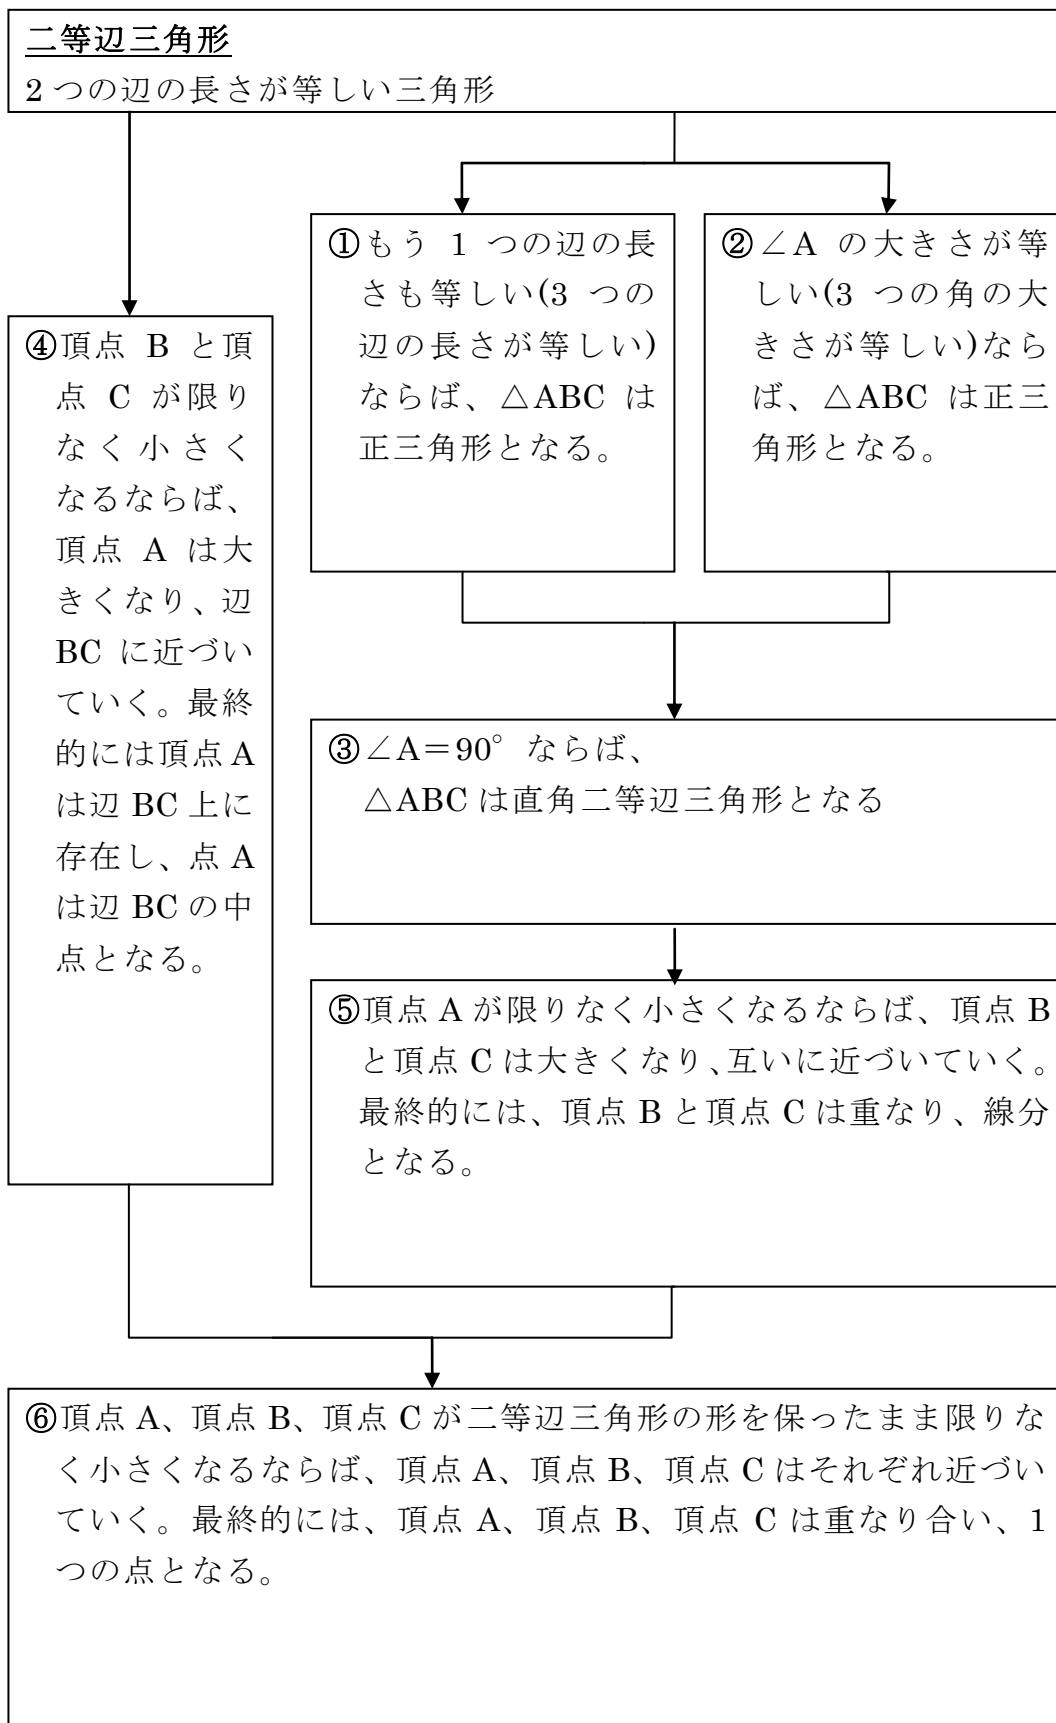 二等辺三角形
2つの辺の長さが等しい三角形
①もう 1 つの辺の長
さも等しい(3 つの
辺の長さが等しい)
ならば、△ABC は
正三角形となる。
②∠A の大きさが等
しい(3 つの角の大
きさが等しい)なら
ば、△ABC は正三
角形となる。
④頂点 B と頂
点 C が限り
なく小さく
なるならば、
頂点 A は大
きくなり、辺
BC に近づい
ていく。最終
的には頂点 A
は辺 BC 上に
存在し、点 A
は辺 BC の中
点となる。
③∠A=90°ならば、
△ABC は直角二等辺三角形となる
⑤頂点 A が限りなく小さくなるならば、頂点 B
と頂点 C は大きくなり、互いに近づいていく。
最終的には、頂点 B と頂点 C は重なり、線分
となる。
⑥頂点 A、頂点 B、頂点 C が二等辺三角形の形を保ったまま限りな
く小さくなるならば、頂点 A、頂点 B、頂点 C はそれぞれ近づい
ていく。最終的には、頂点 A、頂点 B、頂点 C は重なり合い、1
つの点となる。